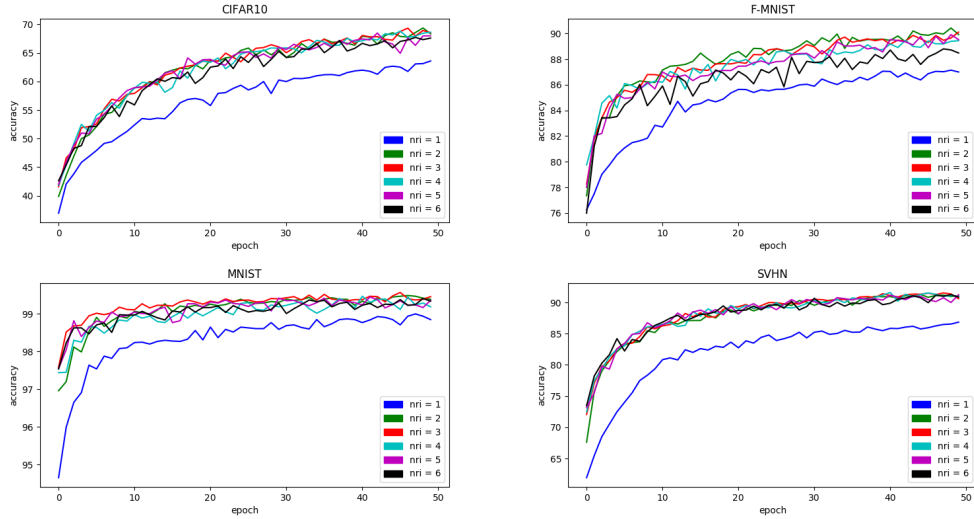 CIFAR10
accuracy
70
65
60
55
50
45
40
0 10 20 30 40 50
epoch
nri = 1
nri = 2
nri = 3
nri = 4
nri = 5
nri = 6
F-MNIST
accuracy
90
88
86
84
82
80
78
76
0 10 20 30 40 50
epoch
nri = 1
nri = 2
nri = 3
nri = 4
nri = 5
nri = 6
MNIST
accuracy
99
98
97
96
95
0 10 20 30 40 50
epoch
nri = 1
nri = 2
nri = 3
nri = 4
nri = 5
nri = 6
SVHN
accuracy
90
85
80
75
70
65
0 10 20 30 40 50
epoch
nri = 1
nri = 2
nri = 3
nri = 4
nri = 5
nri = 6